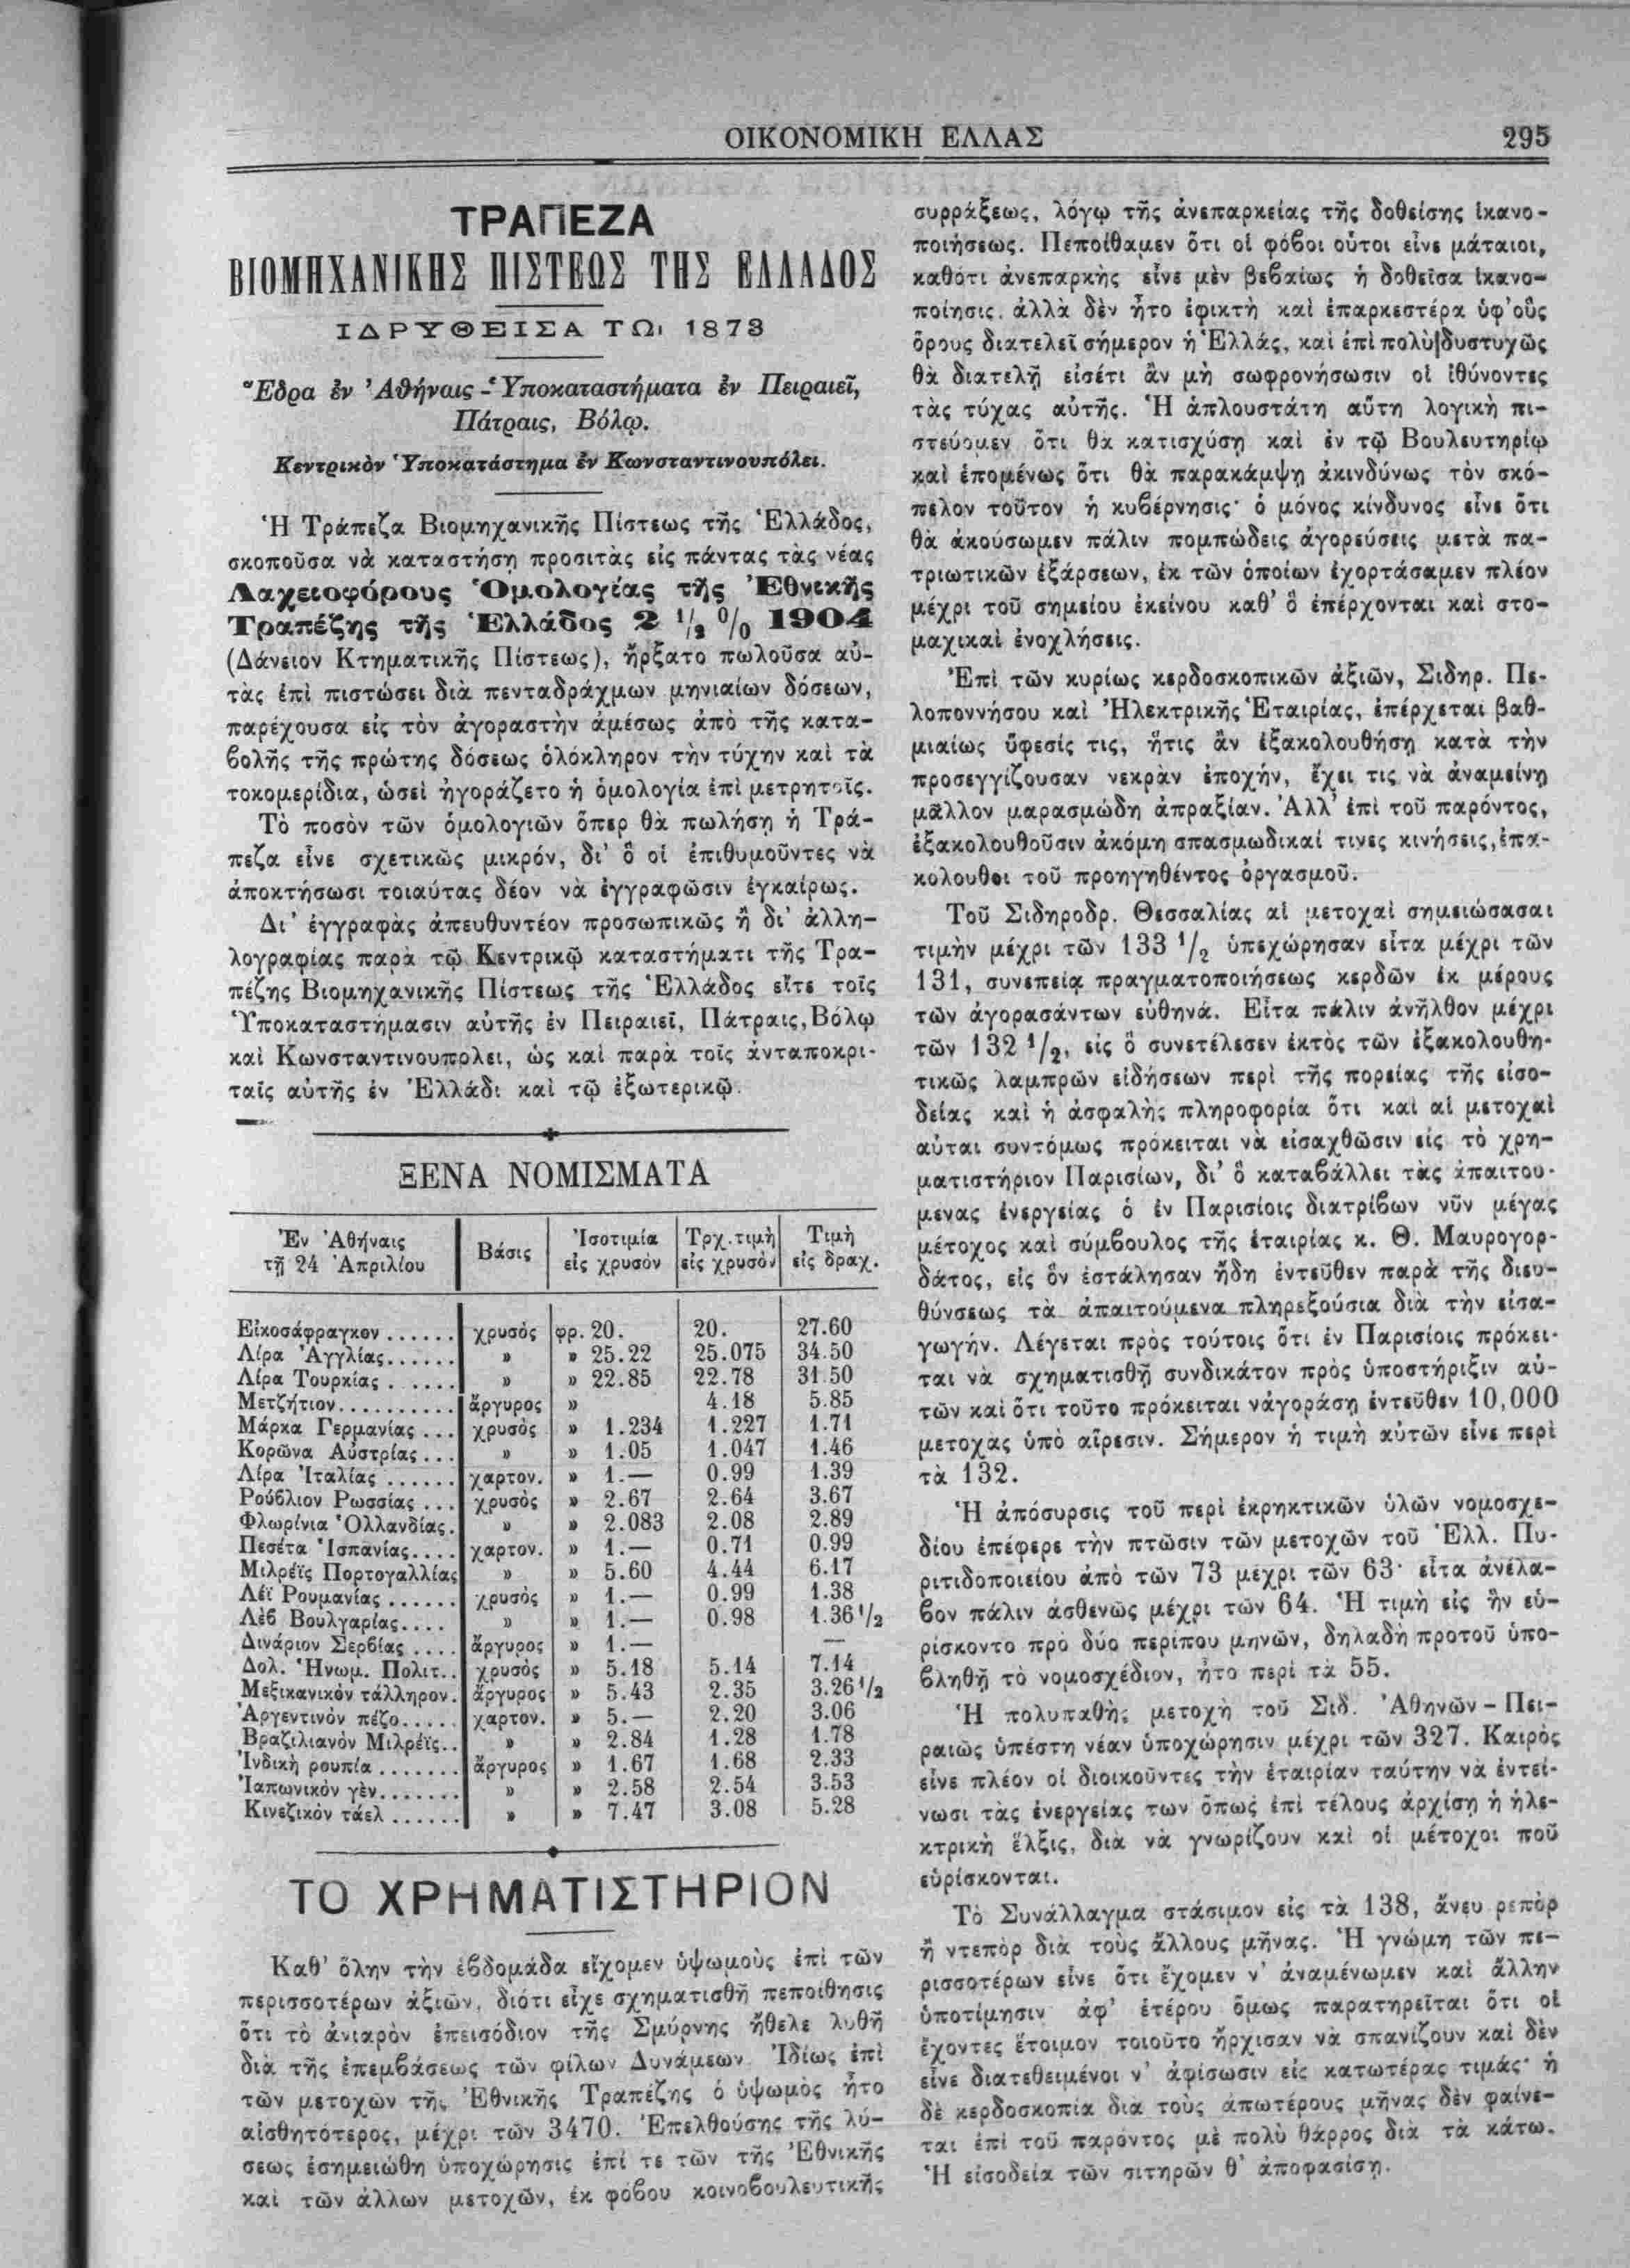 ΟΙΚΟΝΟΜΙΚΗ ΕΛΛΑΣ
295
ΤΡΑΠΕΖΑ
ΒΙΟΜΗΧΑΝΙΚΗΣ ΠΙΣΤΕΩΣ ΤΗΣ ΕΛΛΑΔΟΣ
ΙΔΡΥΘΕΙΣΑ ΤΩι 1873
Ἕδρα ἐν Ἀθήναις - Ὑποκαταστήματα ἐν Πειραιεῖ,
Πάτραις, Βόλῳ.
Κεντρικὸν Ὑποκατάστημα ἐν Κωνσταντινουπόλει.
Ἡ Τράπεζα Βιομηχανικῆς Πίστεως τῆς Ἑλλάδος,
σκοποῦσα νὰ καταστήσῃ προσιτὰς εἰς πάντας τὰς νέας
Λαχειοφόρους Ὁμολογίας τῆς Ἐθνικῆς
Τραπέζης τῆς Ἑλλάδος 2 1/2 0/0 1904
(Δάνειον Κτηματικῆς Πίστεως), ἤρξατο πωλοῦσα αὐ-
τὰς ἐπὶ πιστώσει διὰ πενταδράχμων μηνιαίων δόσεων,
παρέχουσα εἰς τὸν ἀγοραστὴν ἀμέσως ἀπὸ τῆς κατα-
βολῆς τῆς πρώτης δόσεως ὁλόκληρον τὴν τύχην καὶ τὰ
τοκομερίδια, ὡσεὶ ἠγοράζετο ἡ ὁμολογία ἐπὶ μετρητοῖς.
Τὸ ποσὸν τῶν ὁμολογιῶν ὅπερ θὰ πωλήσῃ ἡ Τρά-
πεζα εἶνε σχετικῶς μικρόν, δι' ὃ οἱ ἐπιθυμοῦντες νὰ
ἀποκτήσωσι τοιαύτας δέον νὰ ἐγγραφῶσιν ἐγκαίρως.
Δι' ἐγγραφὰς ἀπευθυντέον προσωπικῶς ἢ δι' ἀλλη-
λογραφίας παρὰ τῷ Κεντρικῷ καταστήματι τῆς Τρα-
πέζης Βιομηχανικῆς Πίστεως τῆς Ἑλλάδος εἴτε τοῖς
Ὑποκαταστήμασιν αὐτῆς ἐν Πειραιεῖ, Πάτραις, Βόλῳ
καὶ Κωνσταντινουπολει, ὡς καὶ παρὰ τοῖς ἀνταποκρι-
ταῖς αὐτῆς ἐν Ἑλλάδι καὶ τῷ ἐξωτερικῷ.
ΞΕΝΑ ΝΟΜΙΣΜΑΤΑ
Ἐν Ἀθήναις τῇ 24 Ἀπριλίου | Βάσις | Ἰσοτιμία εἰς χρυσὸν | Τρχ. τιμὴ εἰς χρυσὸν | Τιμὴ εἰς δραχ.
Εἰκοσάφραγκον ...... χρυσὸς φρ. 20. 20. 27.60
Λίρα Ἀγγλίας...... » » 25.22 25.075 34.50
Λίρα Τουρκίας ...... » » 22.85 22.78 31.50
Μετζήτιον.......... ἄργυρος » 4.18 5.85
Μάρκα Γερμανίας ... χρυσὸς » 1.234 1.227 1.71
Κορῶνα Αὐστρίας... » » 1.05 1.047 1.46
Λίρα Ἰταλίας ...... χαρτον. » 1.— 0.99 1.39
Ρούβλιον Ρωσσίας ... χρυσὸς » 2.67 2.64 3.67
Φλωρίνια Ὁλλανδίας. » » 2.083 2.08 2.89
Πεσέτα Ἰσπανίας.... χαρτον. » 1.— 0.71 0.99
Μιλρέϊς Πορτογαλλίας » » 5.60 4.44 6.17
Λέϊ Ρουμανίας ...... χρυσὸς » 1.— 0.99 1.38
Λὲβ Βουλγαρίας.... » » 1.— 0.98 1.36 1/2
Δινάριον Σερβίας .... ἄργυρος » 1.— —
Δολ. Ἡνωμ. Πολιτ.. χρυσὸς » 5.18 5.14 7.14
Μεξικανικόν τάλληρον. ἄργυρος » 5.43 2.35 3.26 1/2
Ἀργεντινὸν πέζο..... χαρτον. » 5.— 2.20 3.06
Βραζιλιανὸν Μιλρέϊς.. » » 2.84 1.28 1.78
Ἰνδικὴ ρουπία ....... ἄργυρος » 1.67 1.68 2.33
Ἰαπωνικὸν γὲν....... » » 2.58 2.54 3.53
Κινεζικὸν τάελ ...... » » 7.47 3.08 5.28
ΤΟ ΧΡΗΜΑΤΙΣΤΗΡΙΟΝ
Καθ' ὅλην τὴν ἑβδομάδα εἴχομεν ὑψωμοὺς ἐπὶ τῶν
περισσοτέρων ἀξιῶν, διότι εἶχε σχηματισθῆ πεποίθησις
ὅτι τὸ ἀνιαρὸν ἐπεισόδιον τῆς Σμύρνης ἤθελε λυθῆ
διὰ τῆς ἐπεμβάσεως τῶν φίλων Δυνάμεων. Ἰδίως ἐπὶ
τῶν μετοχῶν τῆς Ἐθνικῆς Τραπέζης ὁ ὑψωμὸς ἦτο
αἰσθητότερος, μέχρι τῶν 3470. Ἐπελθούσης τῆς λύ-
σεως ἐσημειώθη ὑποχώρησις ἐπί τε τῶν τῆς Ἐθνικῆς
καὶ τῶν ἄλλων μετοχῶν, ἐκ φόβου κοινοβουλευτικῆς
συρράξεως, λόγῳ τῆς ἀνεπαρκείας τῆς δοθείσης ἱκανο-
ποιήσεως. Πεποίθαμεν ὅτι οἱ φόβοι οὗτοι εἶνε μάταιοι,
καθότι ἀνεπαρκὴς εἶνε μὲν βεβαίως ἡ δοθεῖσα ἱκανο-
ποίησις, ἀλλὰ δὲν ἦτο ἐφικτὴ καὶ ἐπαρκεστέρα ὑφ' οὓς
ὅρους διατελεῖ σήμερον ἡ Ἑλλάς, καὶ ἐπὶ πολὺ δυστυχῶς
θὰ διατελῇ εἰσέτι ἂν μὴ σωφρονήσωσιν οἱ ἰθύνοντες
τὰς τύχας αὐτῆς. Ἡ ἁπλουστάτη αὕτη λογικὴ πι-
στεύομεν ὅτι θὰ κατισχύσῃ καὶ ἐν τῷ Βουλευτηρίῳ
καὶ ἑπομένως ὅτι θὰ παρακάμψῃ ἀκινδύνως τὸν σκό-
πελον τοῦτον ἡ κυβέρνησις· ὁ μόνος κίνδυνος εἶνε ὅτι
θὰ ἀκούσωμεν πάλιν πομπώδεις ἀγορεύσεις μετὰ πα-
τριωτικῶν ἐξάρσεων, ἐκ τῶν ὁποίων ἐχορτάσαμεν πλέον
μέχρι τοῦ σημείου ἐκείνου καθ' ὃ ἐπέρχονται καὶ στο-
μαχικαὶ ἐνοχλήσεις.
Ἐπὶ τῶν κυρίως κερδοσκοπικῶν ἀξιῶν, Σιδηρ. Πε-
λοποννήσου καὶ Ἠλεκτρικῆς Ἑταιρίας, ἐπέρχεται βαθ-
μιαίως ὕφεσίς τις, ἥτις ἂν ἐξακολουθήσῃ κατὰ τὴν
προσεγγίζουσαν νεκρὰν ἐποχήν, ἔχει τις νὰ ἀναμείνῃ
μᾶλλον μαρασμώδη ἀπραξίαν. Ἀλλ' ἐπὶ τοῦ παρόντος,
ἐξακολουθοῦσιν ἀκόμη σπασμωδικαί τινες κινήσεις, ἐπα-
κόλουθοι τοῦ προηγηθέντος ὀργασμοῦ.
Τοῦ Σιδηροδρ. Θεσσαλίας αἱ μετοχαὶ σημειώσασαι
τιμὴν μέχρι τῶν 133 1/2 ὑπεχώρησαν εἶτα μέχρι τῶν
131, συνεπείᾳ πραγματοποιήσεως κερδῶν ἐκ μέρους
τῶν ἀγορασάντων εὐθηνά. Εἶτα πάλιν ἀνῆλθον μέχρι
τῶν 132 1/2, εἰς ὃ συνετέλεσεν ἐκτὸς τῶν ἐξακολουθη-
τικῶς λαμπρῶν εἰδήσεων περὶ τῆς πορείας τῆς εἰσο-
δείας καὶ ἡ ἀσφαλὴς πληροφορία ὅτι καὶ αἱ μετοχαὶ
αὗται συντόμως πρόκειται νὰ εἰσαχθῶσιν εἰς τὸ χρη-
ματιστήριον Παρισίων, δι' ὃ καταβάλλει τὰς ἀπαιτου-
μενας ἐνεργείας ὁ ἐν Παρισίοις διατρίβων νῦν μέγας
μέτοχος καὶ σύμβουλος τῆς ἑταιρίας κ. Θ. Μαυρογορ-
δάτος, εἰς ὃν ἐστάλησαν ἤδη ἐντεῦθεν παρὰ τῆς διευ-
θύνσεως τὰ ἀπαιτούμενα πληρεξούσια διὰ τὴν εἰσα-
γωγήν. Λέγεται πρὸς τούτοις ὅτι ἐν Παρισίοις πρόκει-
ται νὰ σχηματισθῇ συνδικάτον πρὸς ὑποστήριξιν αὐ-
τῶν καὶ ὅτι τοῦτο πρόκειται νἀγοράσῃ ἐντεῦθεν 10,000
μετοχας ὑπὸ αἵρεσιν. Σήμερον ἡ τιμὴ αὐτῶν εἶνε περὶ
τὰ 132.
Ἡ ἀπόσυρσις τοῦ περὶ ἐκρηκτικῶν ὑλῶν νομοσχε-
δίου ἐπέφερε τὴν πτῶσιν τῶν μετοχῶν τοῦ Ἑλλ. Πυ-
ριτιδοποιείου ἀπὸ τῶν 73 μέχρι τῶν 63· εἶτα ἀνέλα-
βον πάλιν ἀσθενῶς μέχρι τῶν 64. Ἡ τιμὴ εἰς ἣν εὑ-
ρίσκοντο πρὸ δύο περίπου μηνῶν, δηλαδὴ προτοῦ ὑπο-
βληθῇ τὸ νομοσχέδιον, ἦτο περὶ τὰ 55.
Ἡ πολυπαθὴς μετοχὴ τοῦ Σιδ. Ἀθηνῶν - Πει-
ραιῶς ὑπέστη νέαν ὑποχώρησιν μέχρι τῶν 327. Καιρὸς
εἶνε πλέον οἱ διοικοῦντες τὴν ἑταιρίαν ταύτην νὰ ἐντεί-
νωσι τὰς ἐνεργείας των ὅπως ἐπὶ τέλους ἀρχίσῃ ἡ ἠλε-
κτρικὴ ἕλξις, διὰ νὰ γνωρίζουν καὶ οἱ μέτοχοι ποῦ
εὑρίσκονται.
Τὸ Συνάλλαγμα στάσιμον εἰς τὰ 138, ἄνευ ρεπὸρ
ἢ ντεπὸρ διὰ τοὺς ἄλλους μῆνας. Ἡ γνώμη τῶν πε-
ρισσοτέρων εἶνε ὅτι ἔχομεν ν' ἀναμένωμεν καὶ ἄλλην
ὑποτίμησιν ἀφ' ἑτέρου ὅμως παρατηρεῖται ὅτι οἱ
ἔχοντες ἕτοιμον τοιοῦτο ἤρχισαν νὰ σπανίζουν καὶ δὲν
εἶνε διατεθειμένοι ν' ἀφίσωσιν εἰς κατωτέρας τιμάς· ἡ
δὲ κερδοσκοπία διὰ τοὺς ἀπωτέρους μῆνας δὲν φαίνε-
ται ἐπὶ τοῦ παρόντος μὲ πολὺ θάρρος διὰ τὰ κάτω.
Ἡ εἰσοδεία τῶν σιτηρῶν θ' ἀποφασίσῃ.